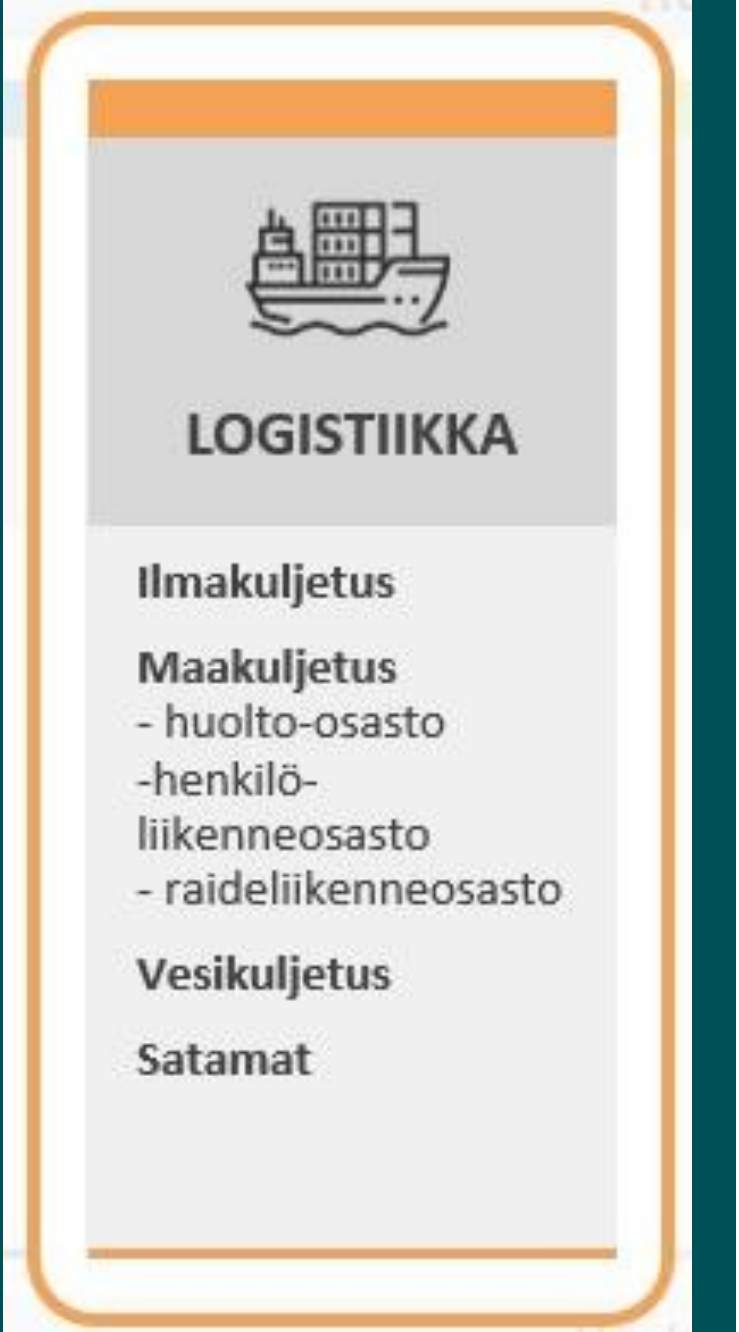 LOGISTIIKKA
Ilmakuljetus
Maakuljetus
- huolto-osasto
-henkilö-
liikenneosasto
- raideliikenneosasto
Vesikuljetus
Satamat